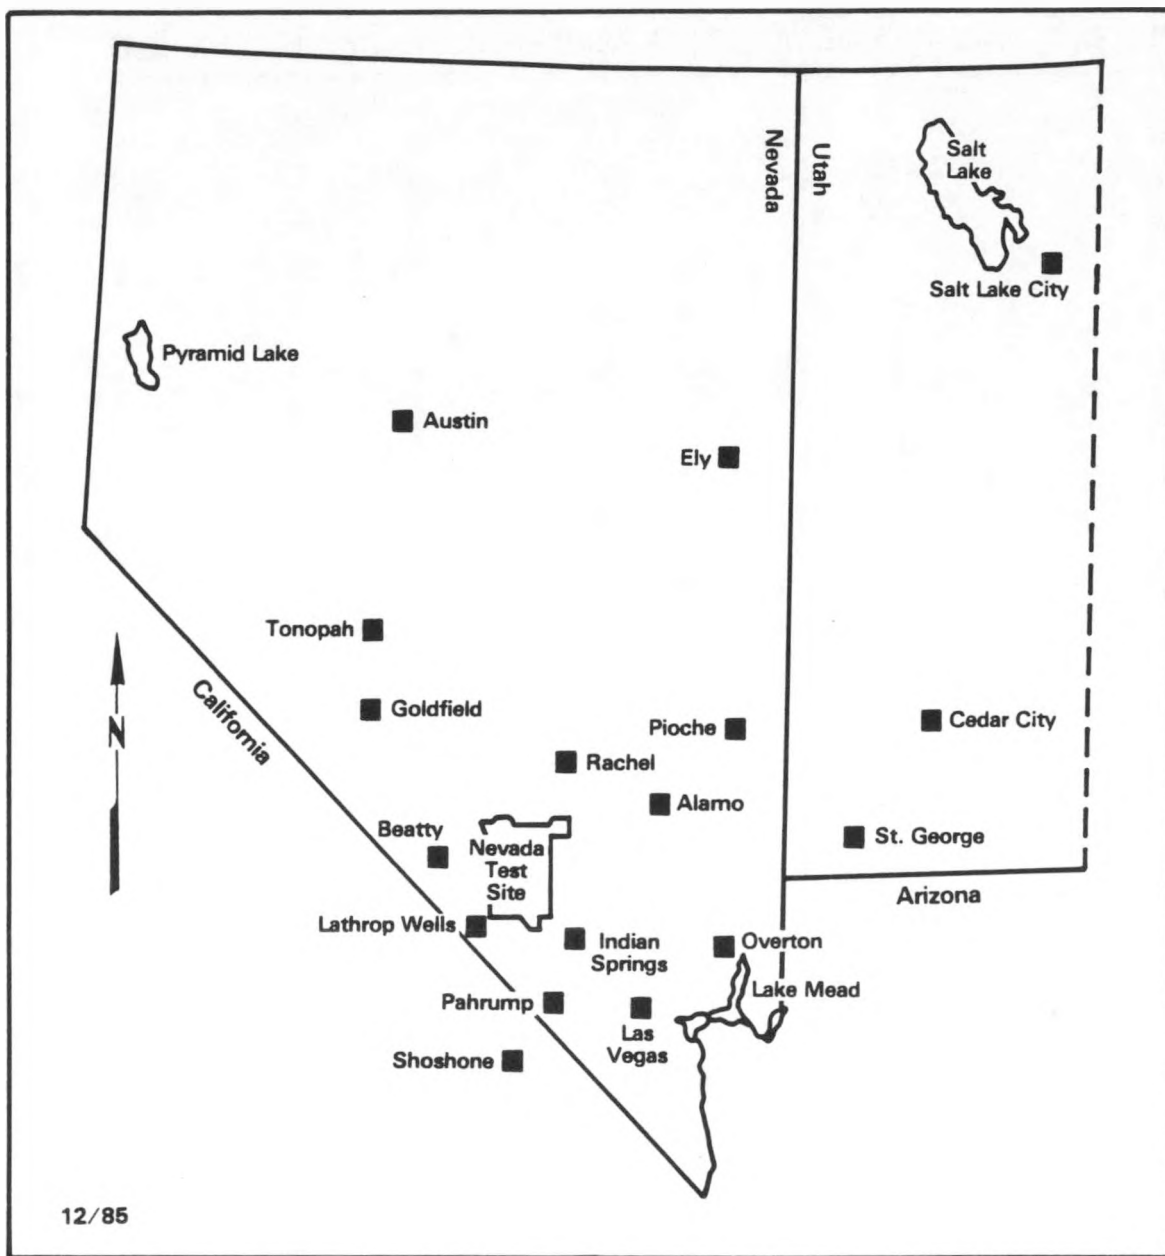 Nevada
Utah
Salt
Lake
Salt Lake City
Pyramid Lake
Austin
Ely
Tonopah
N
California
Goldfield
Pioche
Cedar City
Rachel
Alamo
Beatty
Nevada
Test
Site
St. George
Arizona
Lathrop Wells
Indian
Springs
Overton
Lake Mead
Pahrump
Las
Vegas
Shoshone
12/85